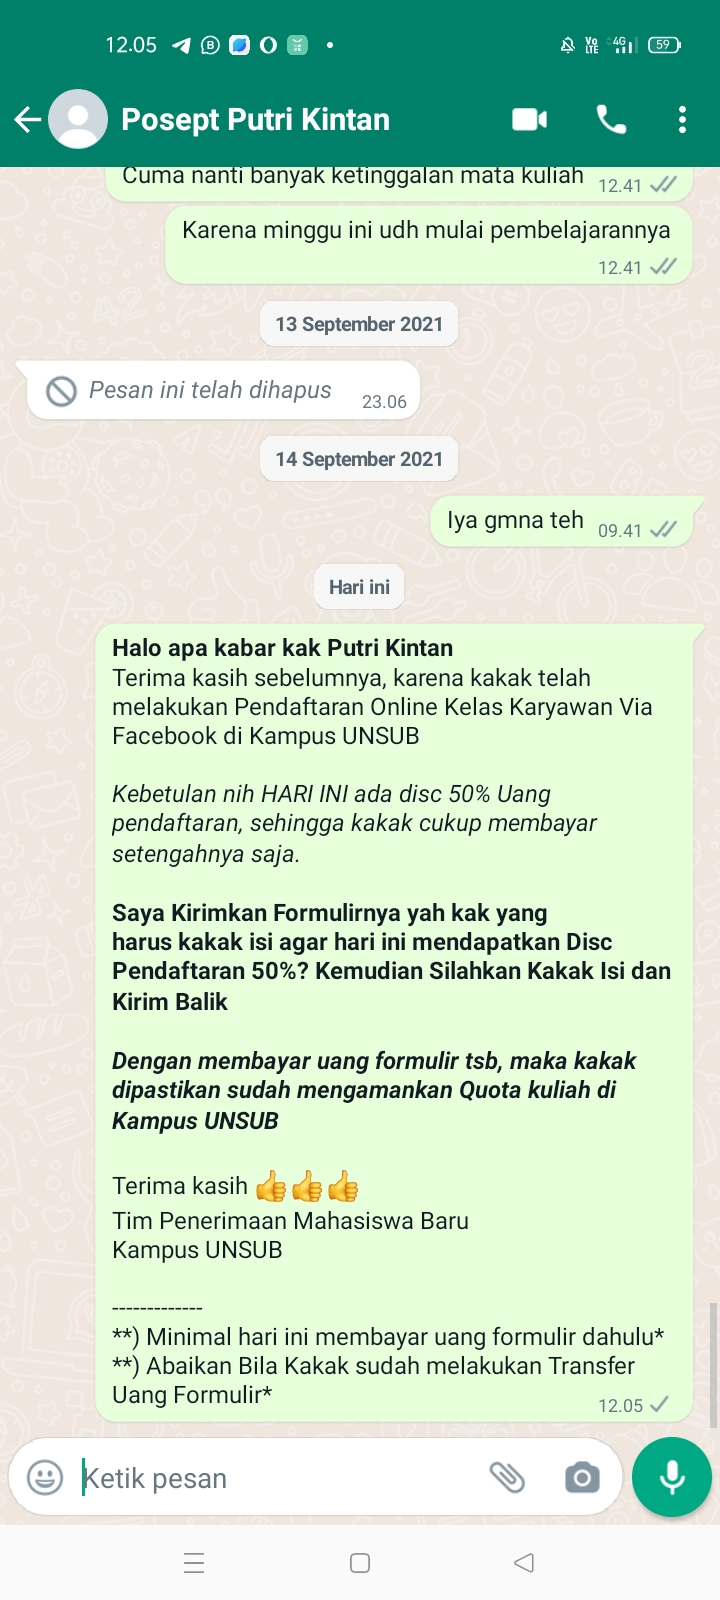 12.05
VoLTE 4G 59
Posept Putri Kintan
Cuma nanti banyak ketinggalan mata kuliah 12.41
Karena minggu ini udh mulai pembelajarannya
12.41
13 September 2021
Pesan ini telah dihapus 23.06
14 September 2021
Iya gmna teh 09.41
Hari ini
Halo apa kabar kak Putri Kintan
Terima kasih sebelumnya, karena kakak telah
melakukan Pendaftaran Online Kelas Karyawan Via
Facebook di Kampus UNSUB
Kebetulan nih HARI INI ada disc 50% Uang
pendaftaran, sehingga kakak cukup membayar
setengahnya saja.
Saya Kirimkan Formulirnya yah kak yang
harus kakak isi agar hari ini mendapatkan Disc
Pendaftaran 50%? Kemudian Silahkan Kakak Isi dan
Kirim Balik
Dengan membayar uang formulir tsb, maka kakak
dipastikan sudah mengamankan Quota kuliah di
Kampus UNSUB
Terima kasih 👍👍👍
Tim Penerimaan Mahasiswa Baru
Kampus UNSUB
-------------
**) Minimal hari ini membayar uang formulir dahulu*
**) Abaikan Bila Kakak sudah melakukan Transfer
Uang Formulir*
12.05
Ketik pesan